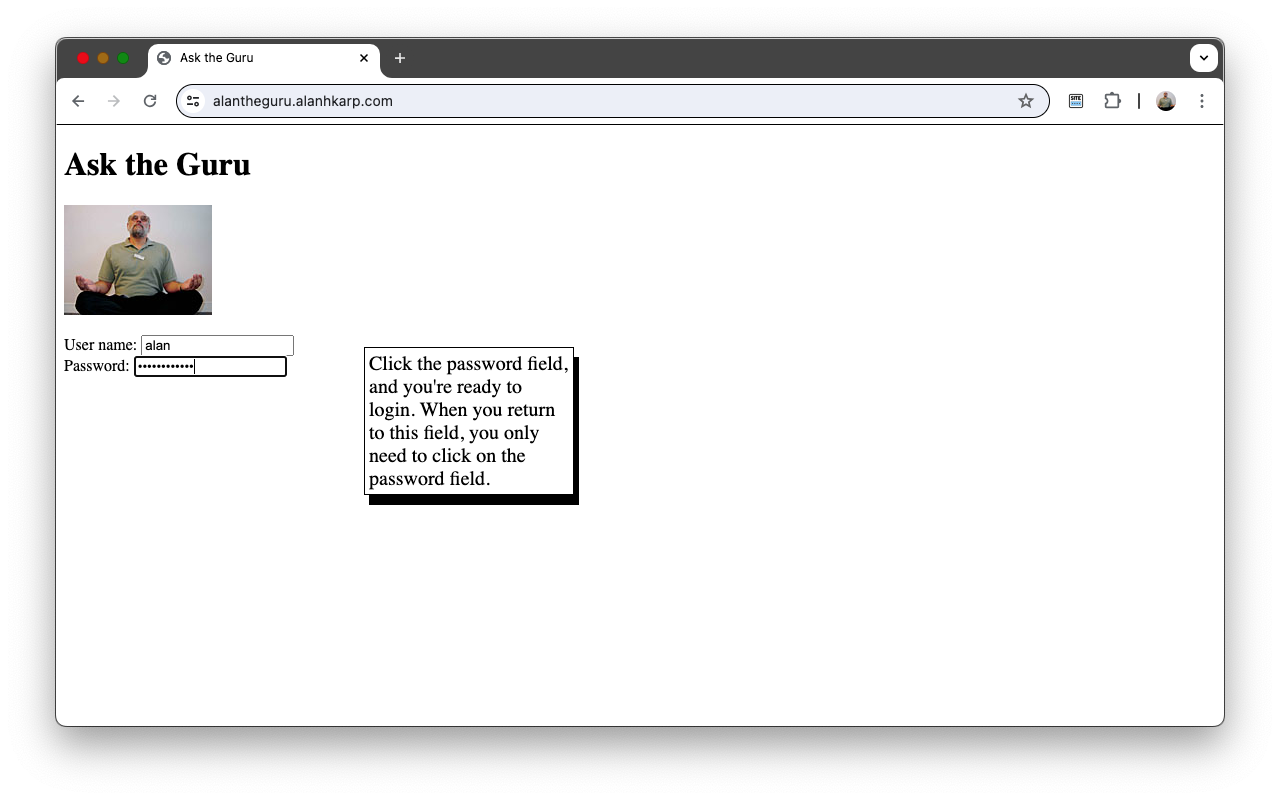 Ask the Guru
alantheguru.alanhkarp.com
SITE
Ask the Guru
User name: alan
Password: ••••••••••••
Click the password field,
and you're ready to
login. When you return
to this field, you only
need to click on the
password field.